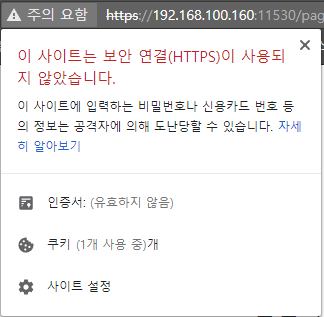 주의 요함 https://192.168.100.160:11530/pag
이 사이트는 보안 연결(HTTPS)이 사용되
지 않았습니다.
이 사이트에 입력하는 비밀번호나 신용카드 번호 등
의 정보는 공격자에 의해 도난당할 수 있습니다. 자세
히 알아보기
인증서: (유효하지 않음)
쿠키 (1개 사용 중)개
사이트 설정